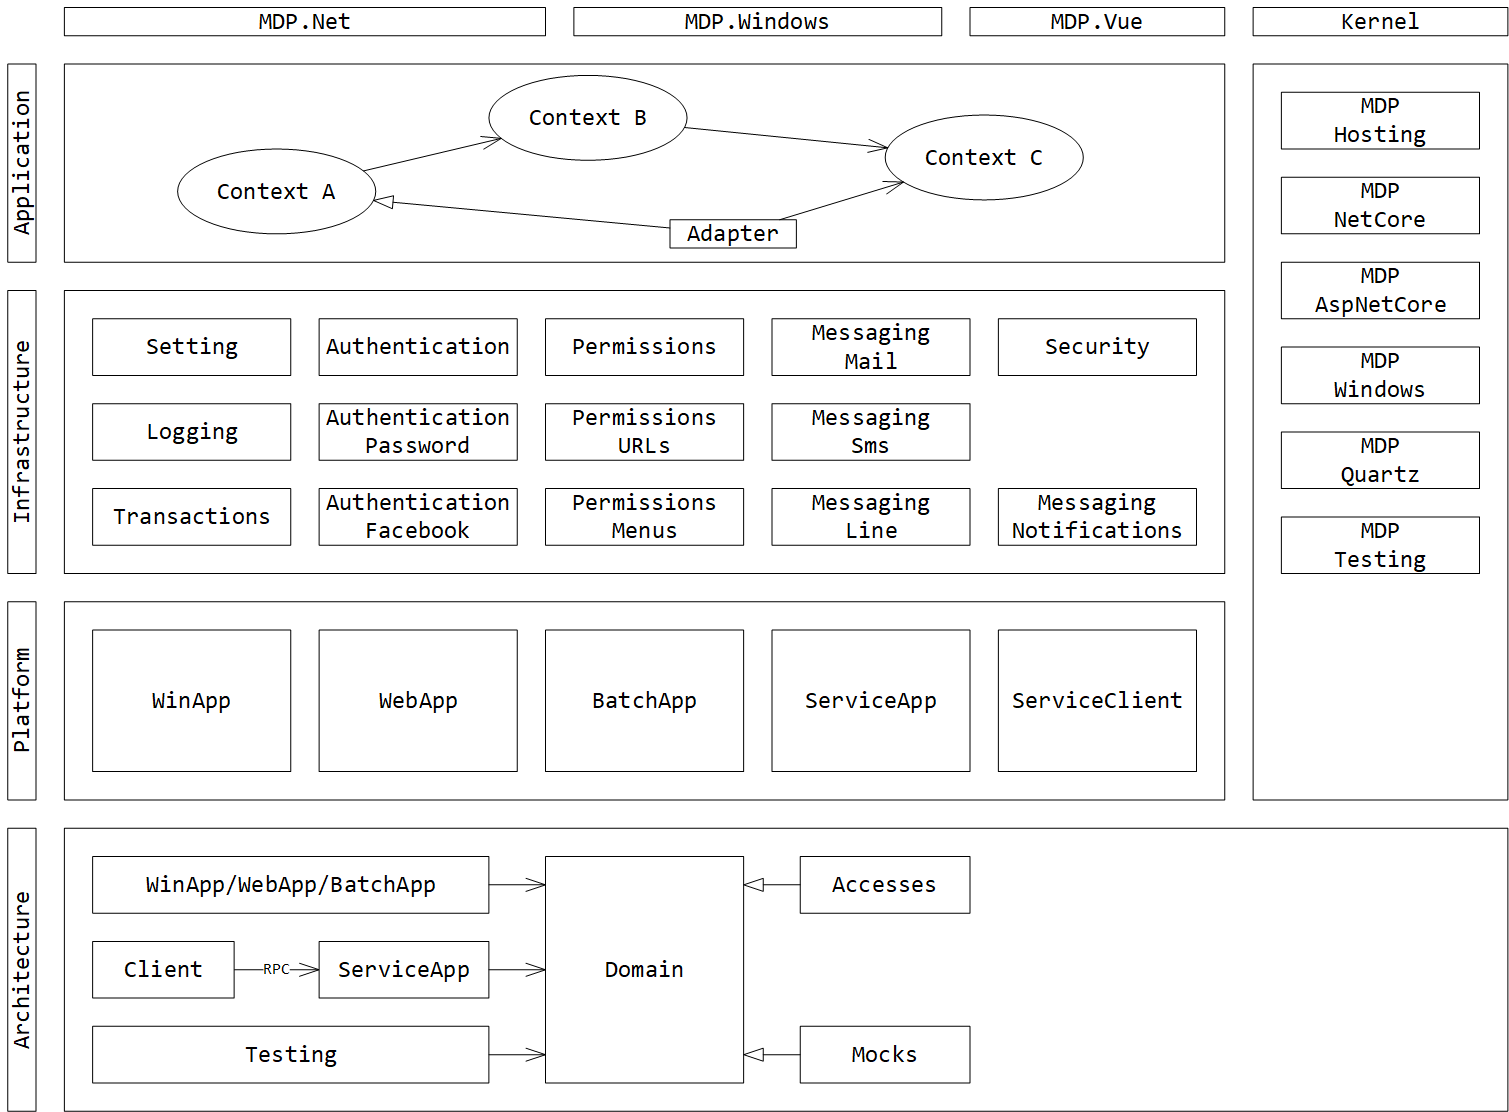 MDP.Net
MDP.Windows
MDP.Vue
Kernel
Application
Context A
Context B
Context C
Adapter
Infrastructure
Setting
Authentication
Permissions
Messaging
Mail
Security
Logging
Authentication
Password
Permissions
URLs
Messaging
Sms
Transactions
Authentication
Facebook
Permissions
Menus
Messaging
Line
Messaging
Notifications
Platform
WinApp
WebApp
BatchApp
ServiceApp
ServiceClient
MDP
Hosting
MDP
NetCore
MDP
AspNetCore
MDP
Windows
MDP
Quartz
MDP
Testing
Architecture
WinApp/WebApp/BatchApp
Client
RPC
ServiceApp
Testing
Domain
Accesses
Mocks